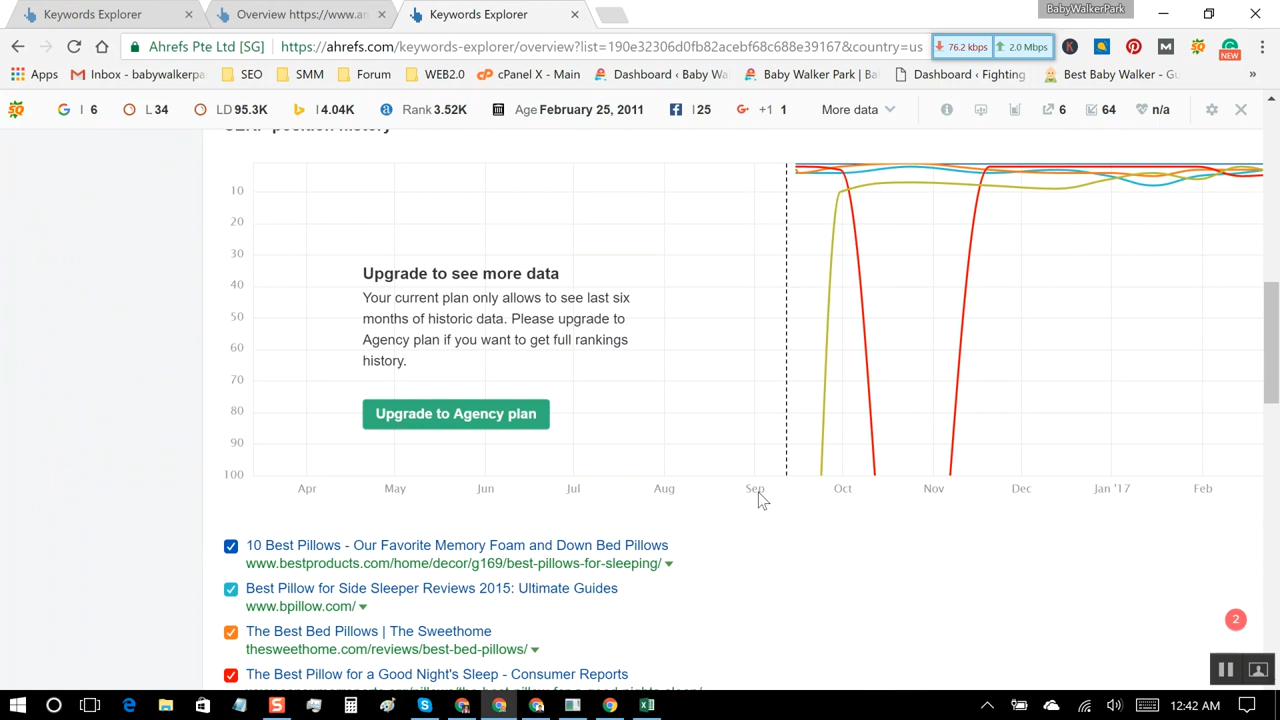 BabyWalkerPark
Keywords Explorer
Overview https://www.an
Keywords Explorer
Ahrefs Pte Ltd [SG]
https://ahrefs.com/keywords-explorer/overview?list=190e32306d0fb82acebf68c688e39167&country=us
76.2 kbps
2.0 Mbps
NEW
Apps
Inbox - babywalkerpa
SEO
SMM
Forum
WEB2.0
cPanel X - Main
Dashboard ‹ Baby Wa
Baby Walker Park | Ba
Dashboard ‹ Fighting
Best Baby Walker - Gu
»
I 6
L 34
LD 95.3K
I 4.04K
Rank 3.52K
Age February 25, 2011
I 25
+1 1
More data
6
64
n/a
SERP position history
10
20
30
40
50
60
70
80
90
100
Upgrade to see more data
Your current plan only allows to see last six
months of historic data. Please upgrade to
Agency plan if you want to get full rankings
history.
Upgrade to Agency plan
Apr
May
Jun
Jul
Aug
Sep
Oct
Nov
Dec
Jan '17
Feb
10 Best Pillows - Our Favorite Memory Foam and Down Bed Pillows
www.bestproducts.com/home/decor/g169/best-pillows-for-sleeping/
Best Pillow for Side Sleeper Reviews 2015: Ultimate Guides
www.bpillow.com/
The Best Bed Pillows | The Sweethome
thesweethome.com/reviews/best-bed-pillows/
2
The Best Pillow for a Good Night's Sleep - Consumer Reports
12:42 AM